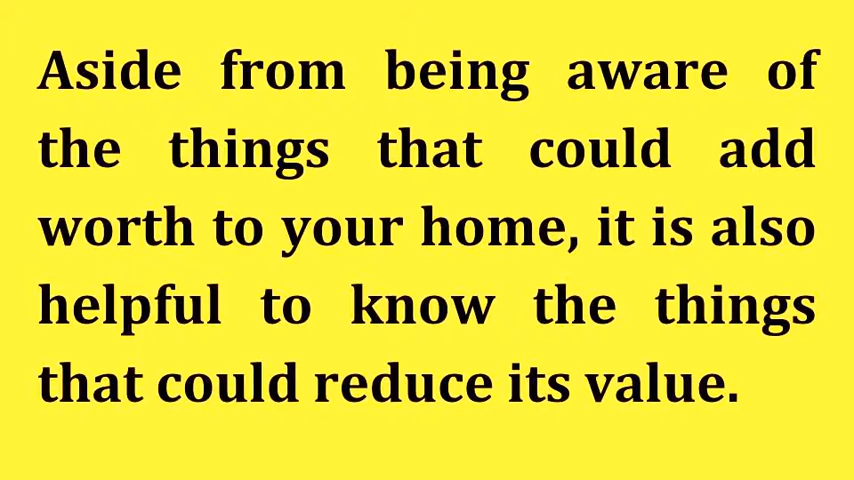 Aside from being aware of
the things that could add
worth to your home, it is also
helpful to know the things
that could reduce its value.